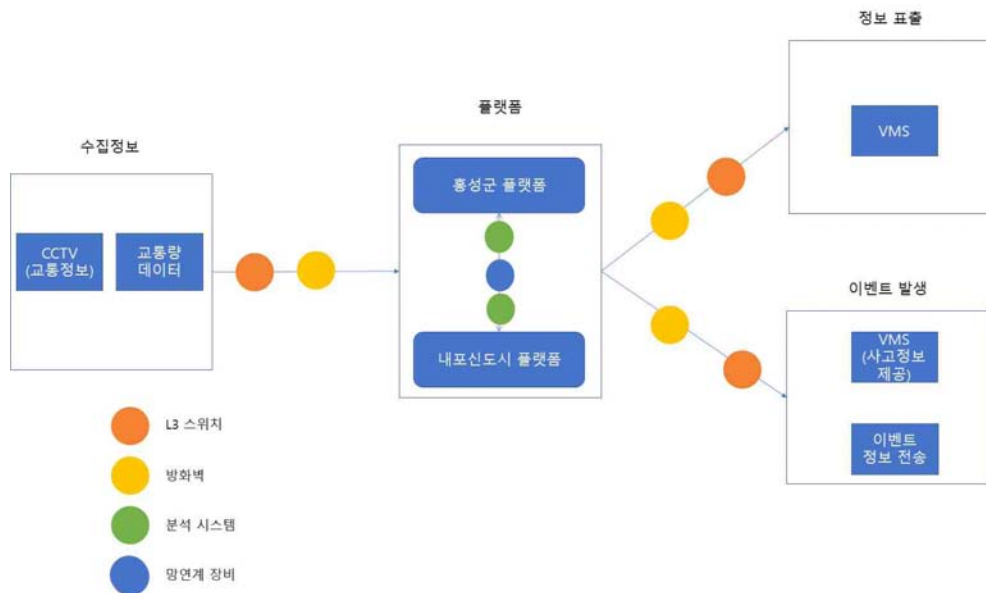 수집정보
CCTV
(교통정보)
교통량
데이터
플랫폼
홍성군 플랫폼
내포신도시 플랫폼
정보 표출
VMS
이벤트 발생
VMS
(사고정보
제공)
이벤트
정보 전송
L3 스위치
방화벽
분석 시스템
망연계 장비